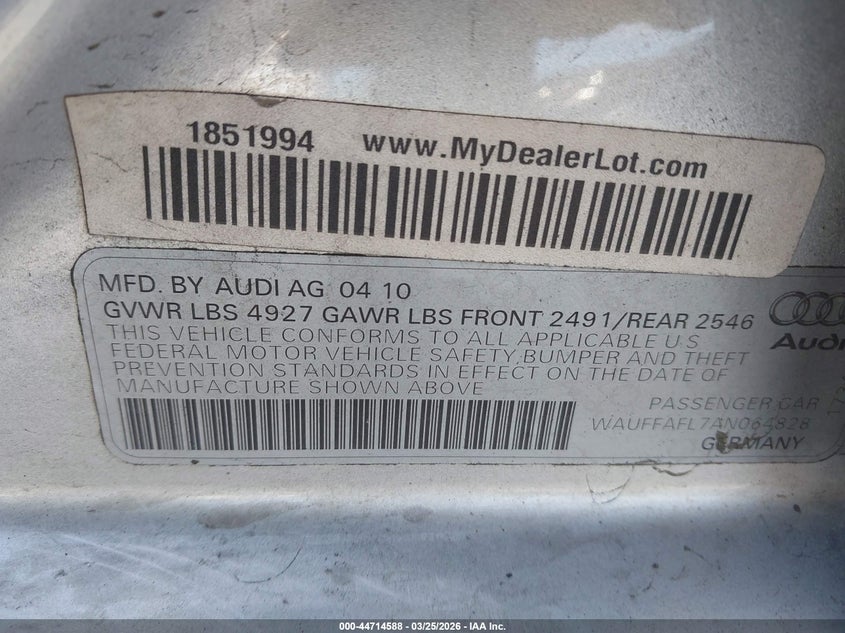 1851994 www.MyDealerLot.com
MFD. BY AUDI AG 04 10
GVWR LBS 4927 GAWR LBS FRONT 2491/REAR 2546
THIS VEHICLE CONFORMS TO ALL APPLICABLE U S
FEDERAL MOTOR VEHICLE SAFETY, BUMPER AND THEFT
PREVENTION STANDARDS IN EFFECT ON THE DATE OF
MANUFACTURE SHOWN ABOVE
Audi
PASSENGER CAR
WAUFFAFL7AN064828
GERMANY
000-44714588 - 03/25/2026 - IAA Inc.